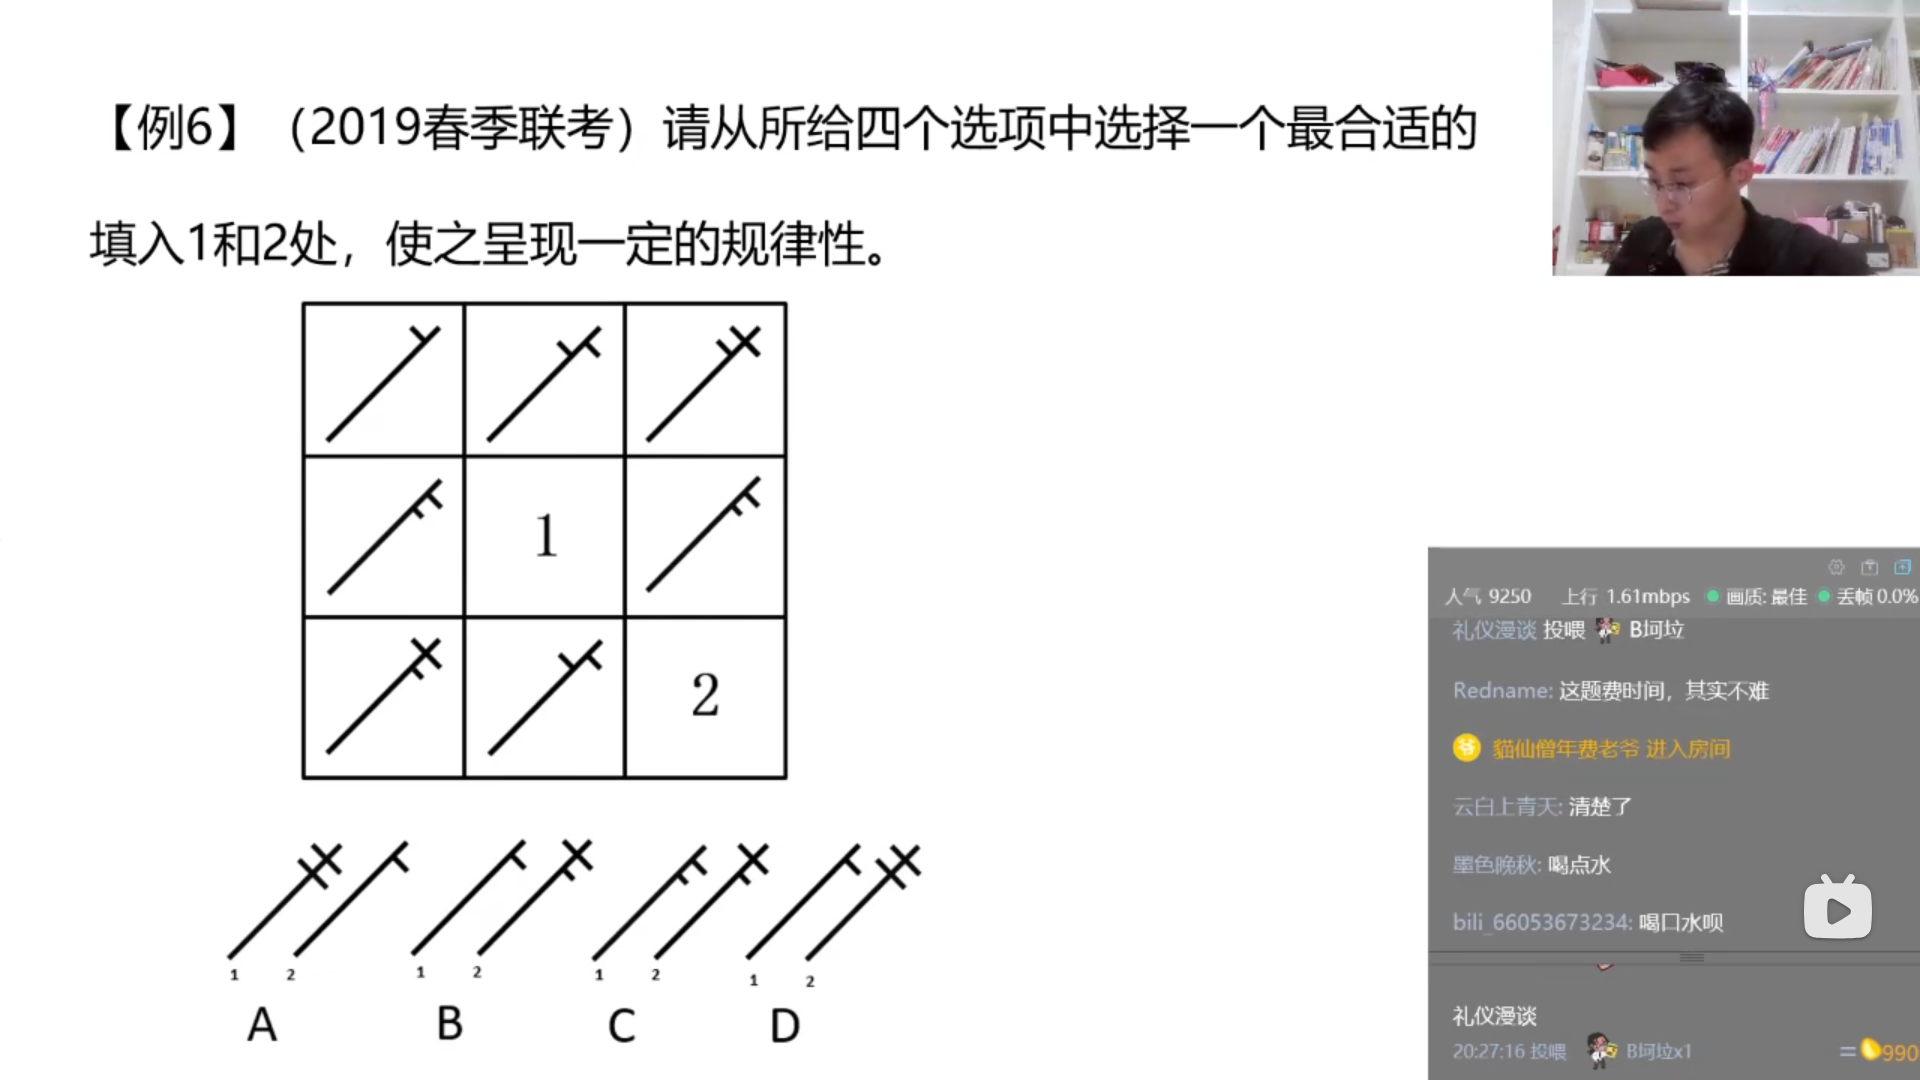 【例6】（2019春季联考）请从所给四个选项中选择一个最合适的
填入1和2处，使之呈现一定的规律性。
1
2
1 2
1 2
1 2
1 2
A
B
C
D
人气 9250 上行 1.61mbps 画质: 最佳 丢帧 0.0%
礼仪漫谈 投喂 B坷垃
Redname: 这题费时间，其实不难
爷 貓仙僧年费老爷 进入房间
云白上青天: 清楚了
墨色晚秋: 喝点水
bili_66053673234: 喝口水呗
礼仪漫谈
20:27:16 投喂 B坷垃x1 =990